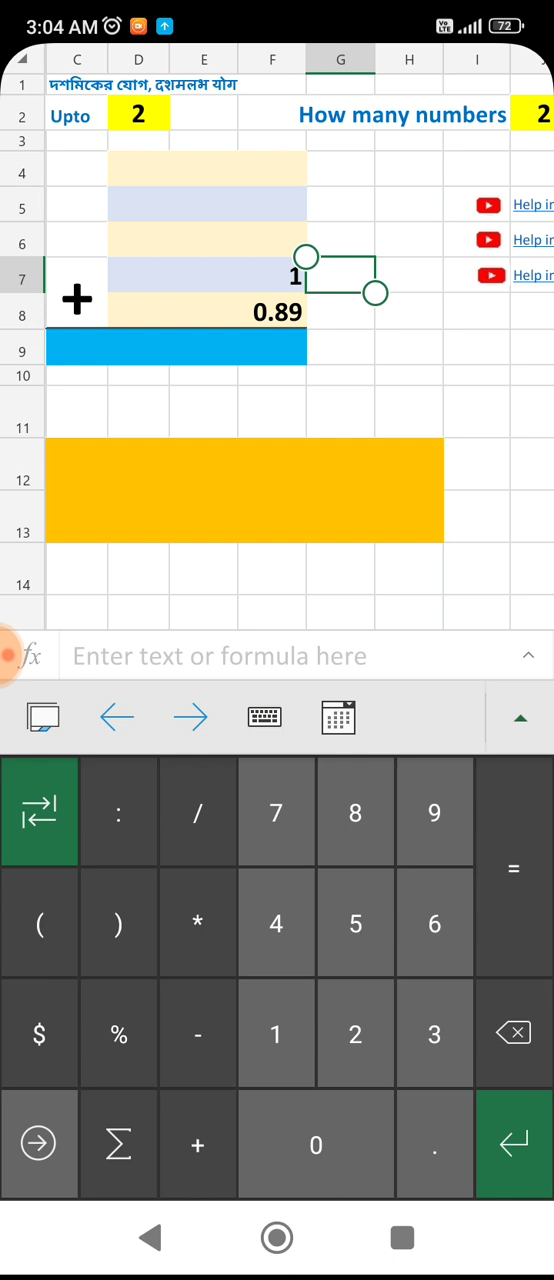 3:04 AM Vo LTE 72
C D E F G H I
1 দশমিকের যোগ, দশমলভ যোগ
2 Upto 2 How many numbers 2
3
4
5 Help in
6 Help in
7 1 Help in
8 + 0.89
9
10
11
12
13
14
fx Enter text or formula here
: / 7 8 9
=
( ) * 4 5 6
$ % - 1 2 3
Σ + 0 .